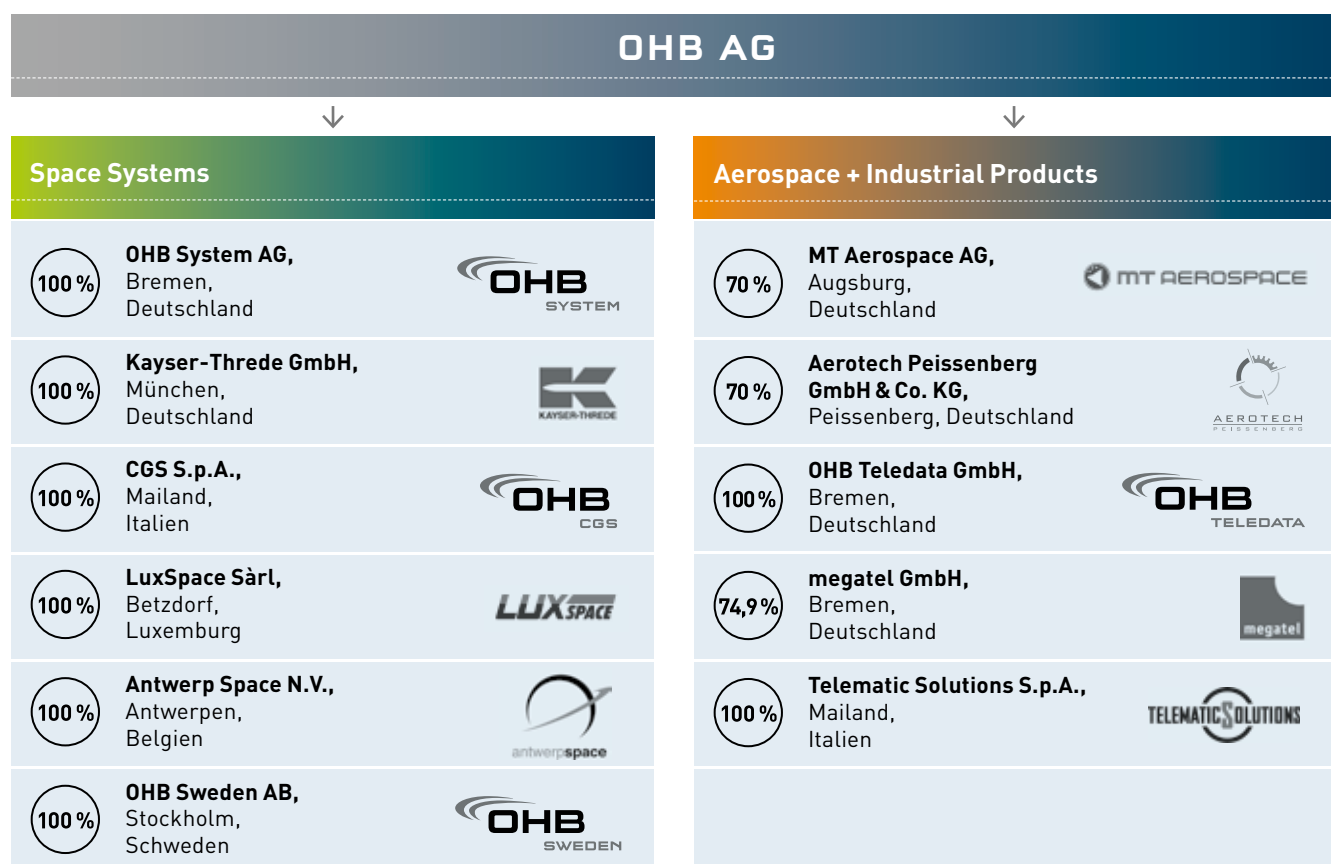 OHB AG
Space Systems
100 %
OHB System AG,
Bremen,
Deutschland
OHB
SYSTEM
100 %
Kayser-Threde GmbH,
München,
Deutschland
KAYSER-THREDE
100 %
CGS S.p.A.,
Mailand,
Italien
OHB
CGS
100 %
LuxSpace Sàrl,
Betzdorf,
Luxemburg
LUXSPACE
100 %
Antwerp Space N.V.,
Antwerpen,
Belgien
antwerpspace
100 %
OHB Sweden AB,
Stockholm,
Schweden
OHB
SWEDEN
Aerospace + Industrial Products
70 %
MT Aerospace AG,
Augsburg,
Deutschland
MT AEROSPACE
70 %
Aerotech Peissenberg
GmbH & Co. KG,
Peissenberg, Deutschland
AEROTECH
PEISSENBERG
100 %
OHB Teledata GmbH,
Bremen,
Deutschland
OHB
TELEDATA
74,9 %
megatel GmbH,
Bremen,
Deutschland
megatel
100 %
Telematic Solutions S.p.A.,
Mailand,
Italien
TELEMATIC SOLUTIONS